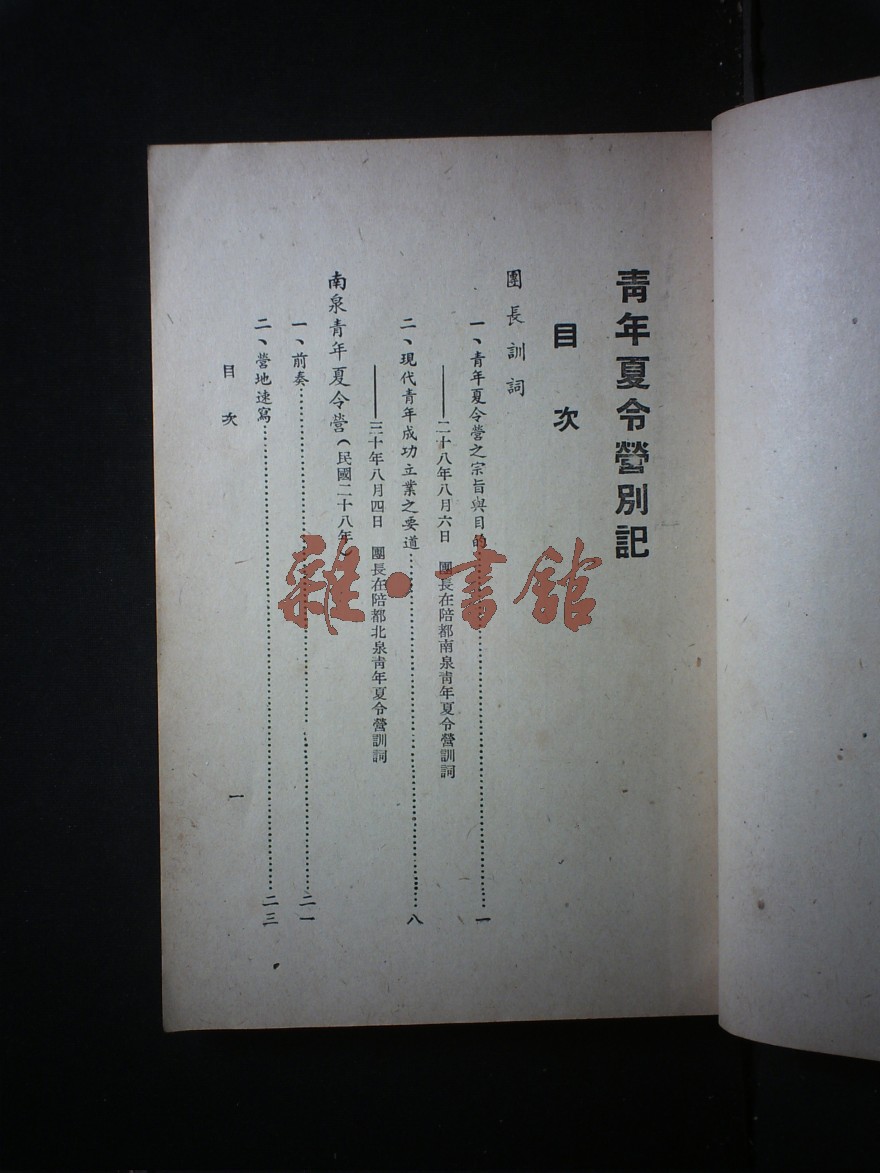 青年夏令營別記
目次
團長訓詞
一、青年夏令營之宗旨與目的……一
——二十八年八月六日 團長在陪都南泉青年夏令營訓詞
二、現代青年成功立業之要道……八
——三十年八月四日 團長在陪都北泉青年夏令營訓詞
南泉青年夏令營(民國二十八年)
一、前奏……二一
二、營地速寫……二三
目次 一
雜·書館